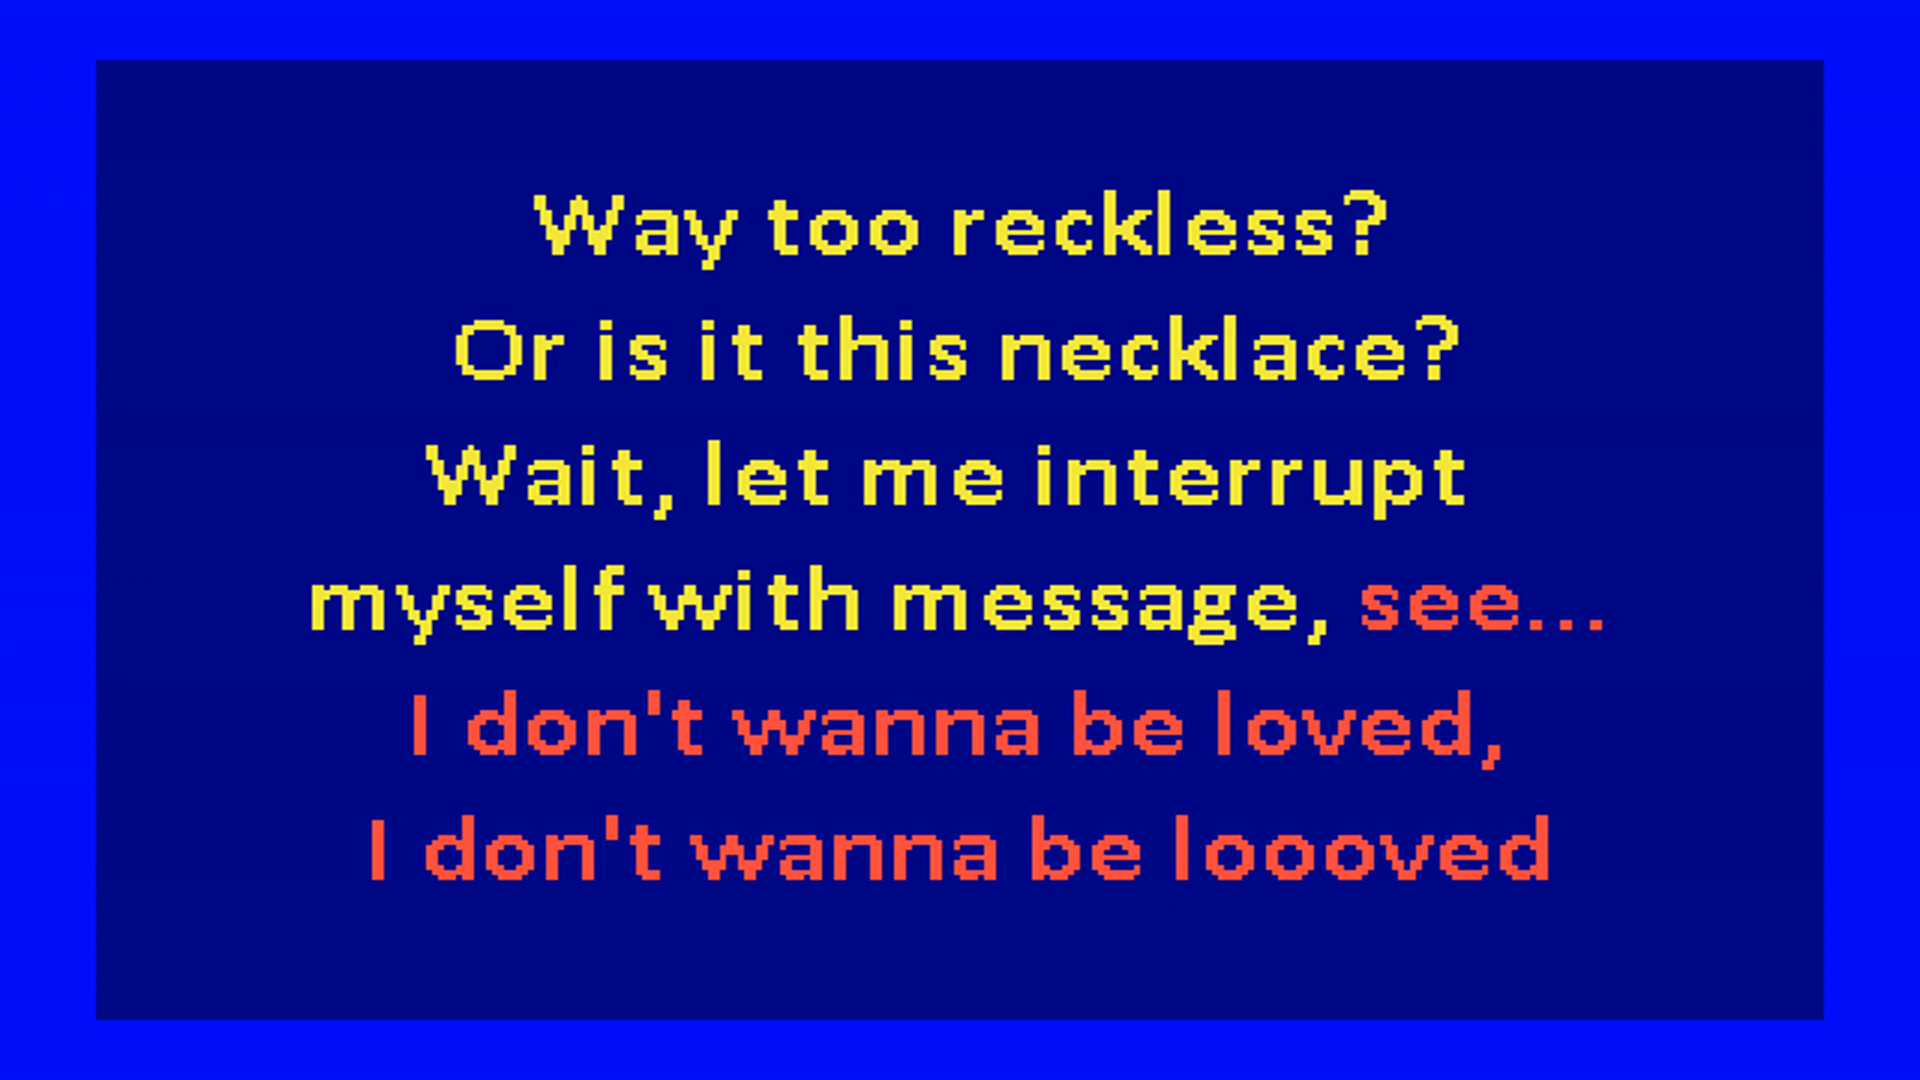 Way too reckless?
Or is it this necklace?
Wait, let me interrupt
myself with message, see...
I don't wanna be loved,
I don't wanna be loooved